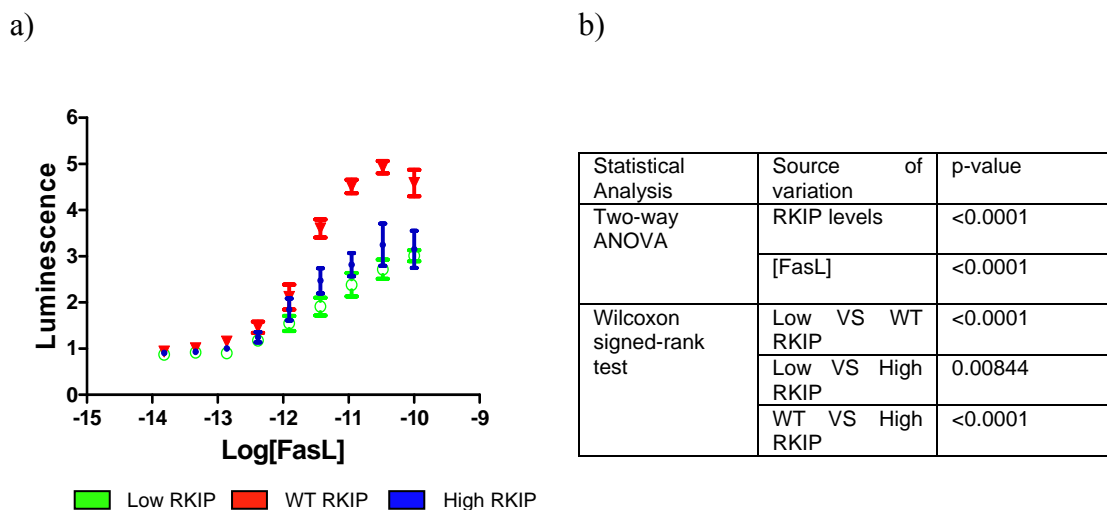 a)
b)
6
5
4
3
2
1
0
Luminescence
-15 -14 -13 -12 -11 -10 -9
Log[FasL]
Low RKIP WT RKIP High RKIP
Statistical Analysis Source of variation p-value
Two-way ANOVA RKIP levels <0.0001
[FasL] <0.0001
Wilcoxon signed-rank test Low VS WT RKIP <0.0001
Low VS High RKIP 0.00844
WT VS High RKIP <0.0001